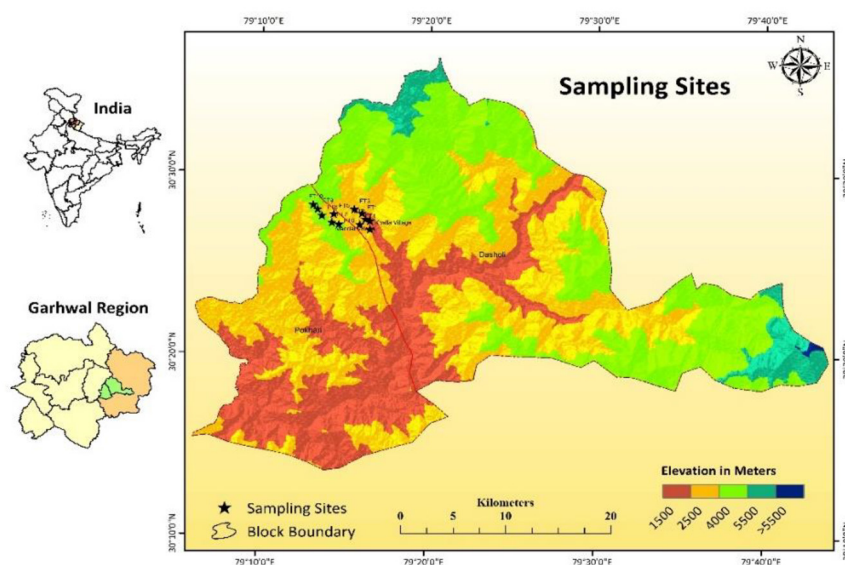 79°10'0"E 79°20'0"E 79°30'0"E 79°40'0"E
N
W E
S
Sampling Sites
India
30°30'0"N
Dasholi
Garhwal Region
Pokhari
30°20'0"N
Elevation in Meters
1500 2500 4000 5500 >5500
Sampling Sites
Block Boundary
Kilometers
0 5 10 20
30°10'0"N
79°10'0"E 79°20'0"E 79°30'0"E 79°40'0"E